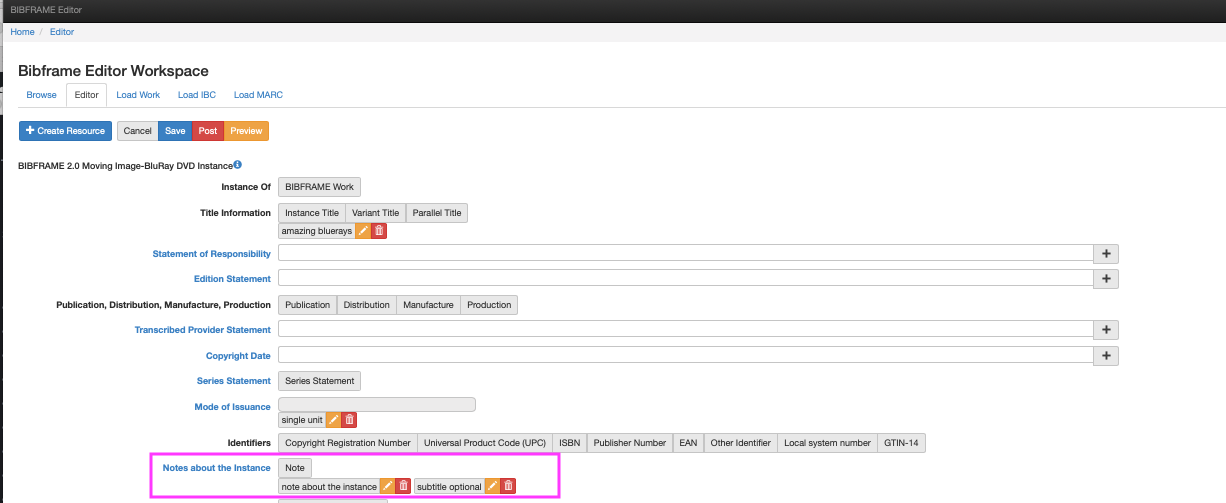 BIBFRAME Editor
Home / Editor
Bibframe Editor Workspace
Browse Editor Load Work Load IBC Load MARC
+ Create Resource Cancel Save Post Preview
BIBFRAME 2.0 Moving Image-BluRay DVD Instance
Instance Of BIBFRAME Work
Title Information Instance Title Variant Title Parallel Title
amazing bluerays
Statement of Responsibility
Edition Statement
Publication, Distribution, Manufacture, Production Publication Distribution Manufacture Production
Transcribed Provider Statement
Copyright Date
Series Statement Series Statement
Mode of Issuance
single unit
Identifiers Copyright Registration Number Universal Product Code (UPC) ISBN Publisher Number EAN Other Identifier Local system number GTIN-14
Notes about the Instance Note
note about the instance subtitle optional